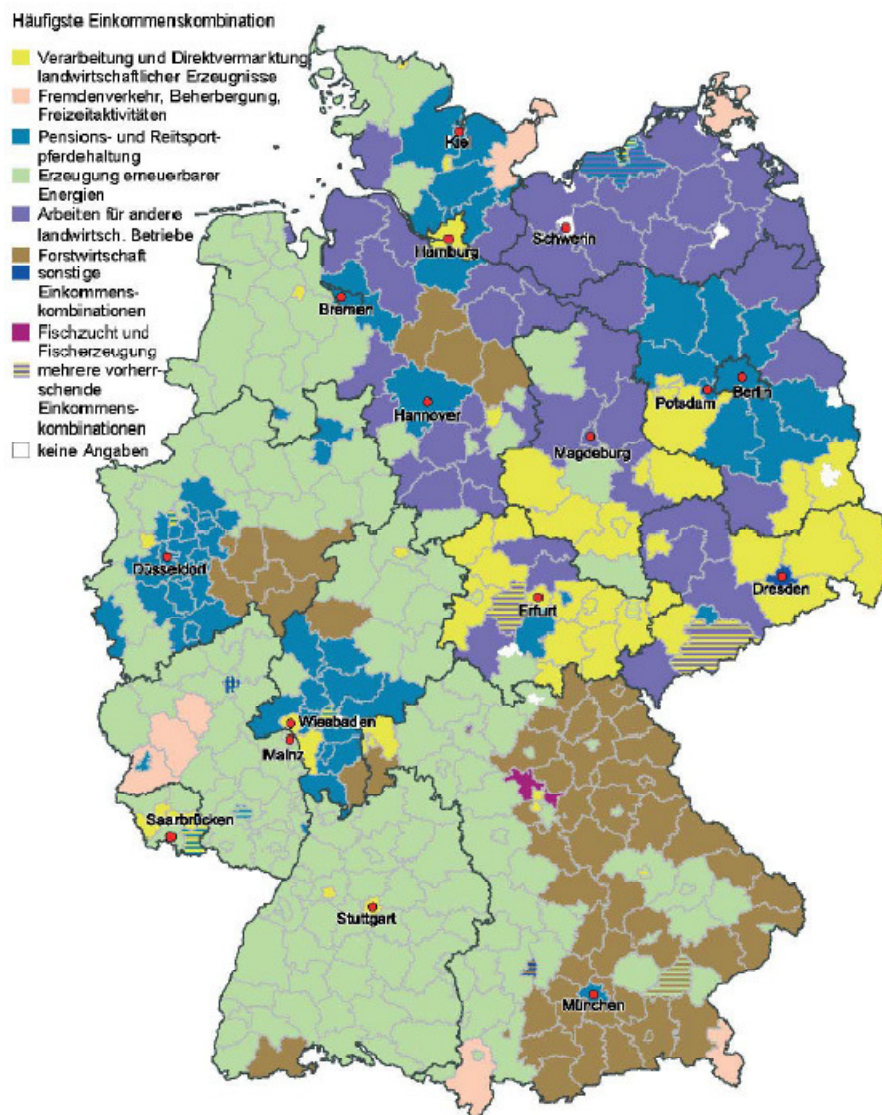 Häufigste Einkommenskombination
Verarbeitung und Direktvermarktung
landwirtschaftlicher Erzeugnisse
Fremdenverkehr, Beherbergung,
Freizeitaktivitäten
Pensions- und Reitsport-
pferdehaltung
Erzeugung erneuerbarer
Energien
Arbeiten für andere
landwirtsch. Betriebe
Forstwirtschaft
sonstige
Einkommens-
kombinationen
Fischzucht und
Fischerzeugung
mehrere vorherr-
schende
Einkommens-
kombinationen
keine Angaben
Kiel
Hamburg
Schwerin
Bremen
Hannover
Potsdam
Berlin
Magdeburg
Düsseldorf
Erfurt
Dresden
Wiesbaden
Mainz
Saarbrücken
Stuttgart
München